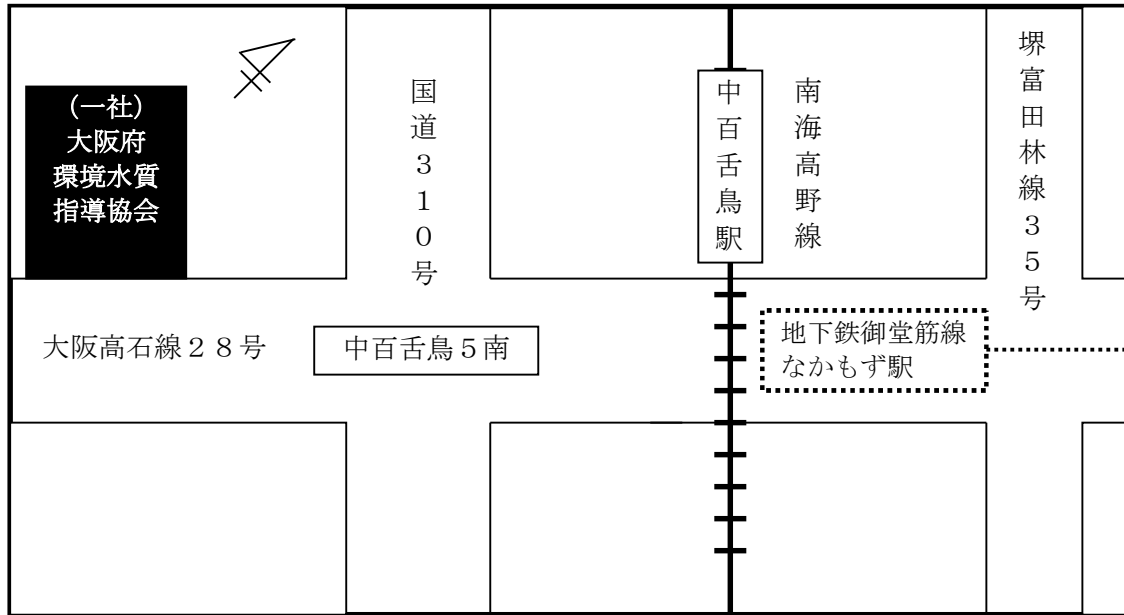 （一社）
大阪府
環境水質
指導協会
国道３１０号
中百舌鳥駅
南海高野線
堺富田林線３５号
大阪高石線２８号
中百舌鳥５南
地下鉄御堂筋線
なかもず駅